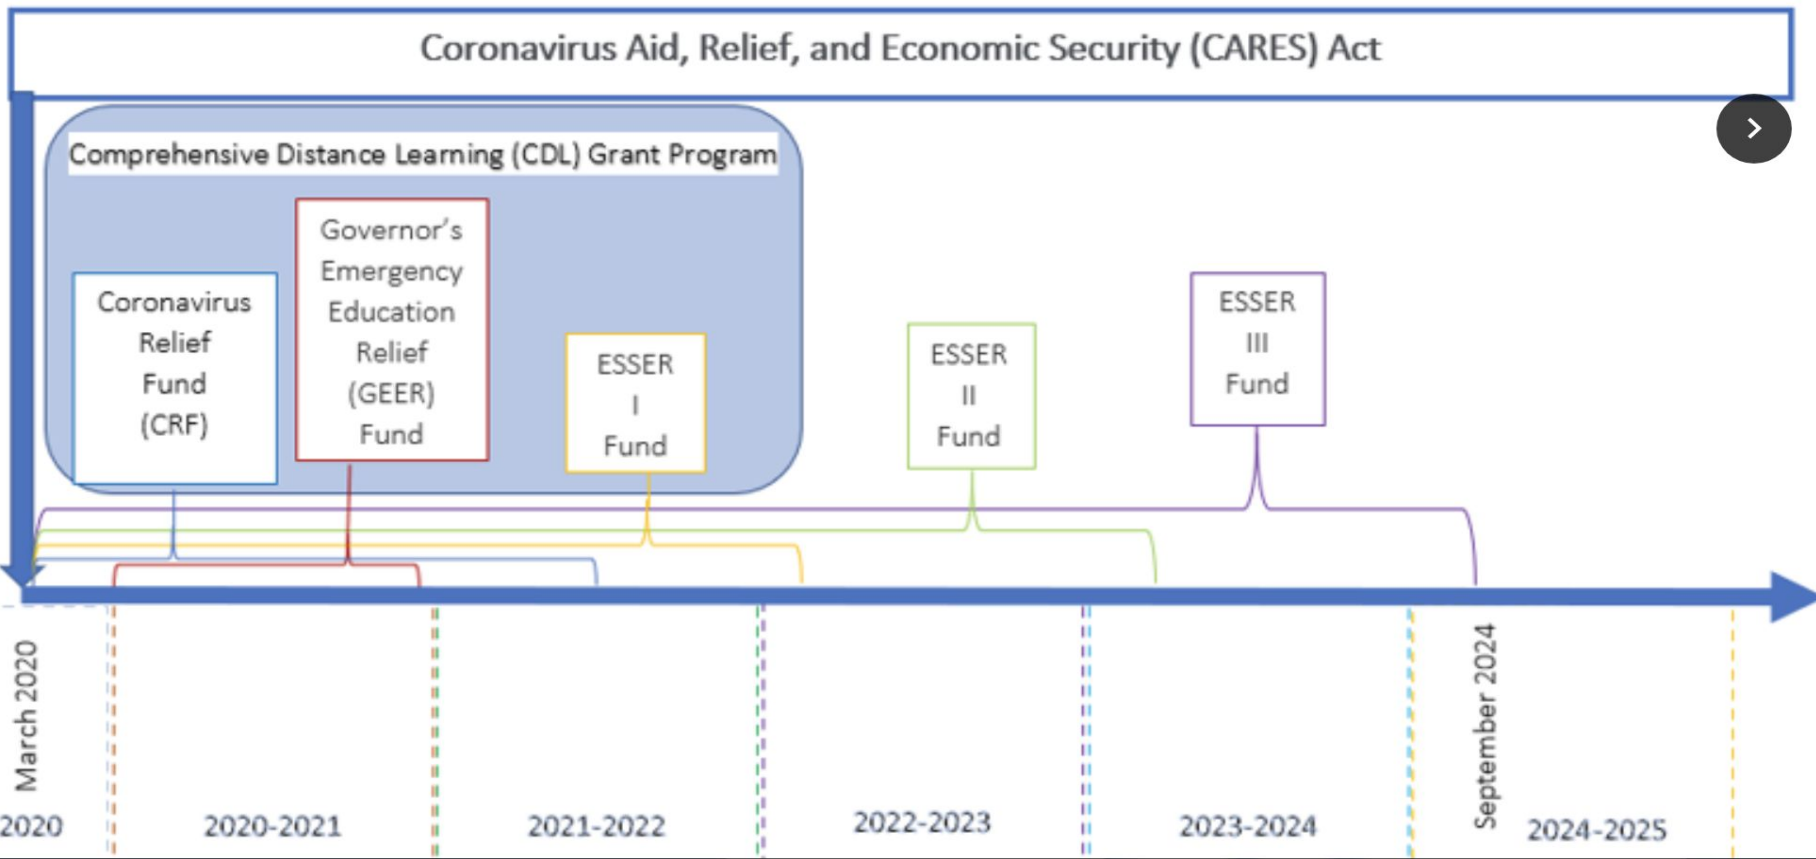 Coronavirus Aid, Relief, and Economic Security (CARES) Act
Comprehensive Distance Learning (CDL) Grant Program
Coronavirus
Relief
Fund
(CRF)
Governor's
Emergency
Education
Relief
(GEER)
Fund
ESSER
I
Fund
ESSER
II
Fund
ESSER
III
Fund
March 2020
September 2024
2020
2020-2021
2021-2022
2022-2023
2023-2024
2024-2025